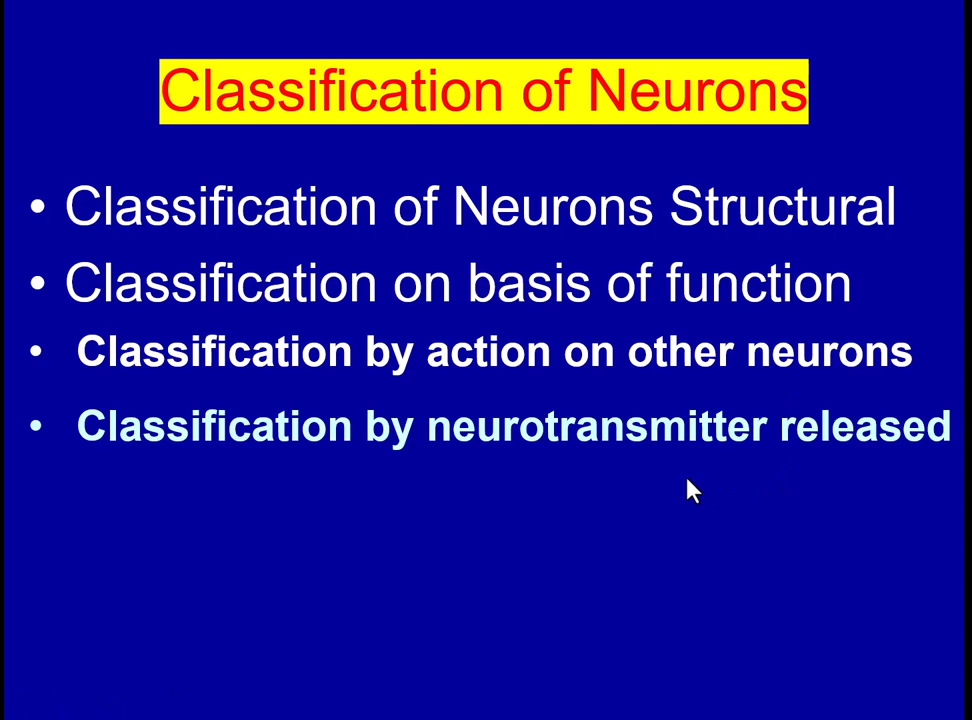 Classification of Neurons
• Classification of Neurons Structural
• Classification on basis of function
• Classification by action on other neurons
• Classification by neurotransmitter released